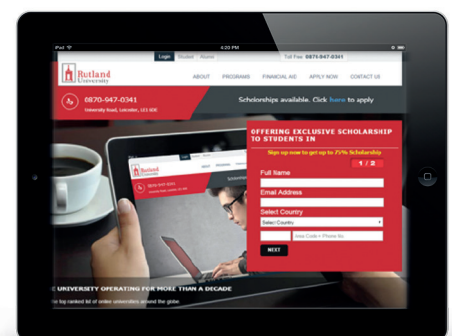 iPad
4:20 PM
Login Student Alumni
Toll Free 0871-947-0341
Rutland
University
ABOUT PROGRAMS FINANCIAL AID APPLY NOW CONTACT US
0870-947-0341
University Road, Leicester, LE1 6DE
Scholarships available. Click here to apply
OFFERING EXCLUSIVE SCHOLARSHIP
TO STUDENTS IN
Sign up now to get up to 75% Scholarship
1 / 2
Full Name
Email Address
Select Country
Select Country
Area Code + Phone No.
NEXT
Rutland
E UNIVERSITY OPERATING FOR MORE THAN A DECADE
the top ranked list of online universities around the globe